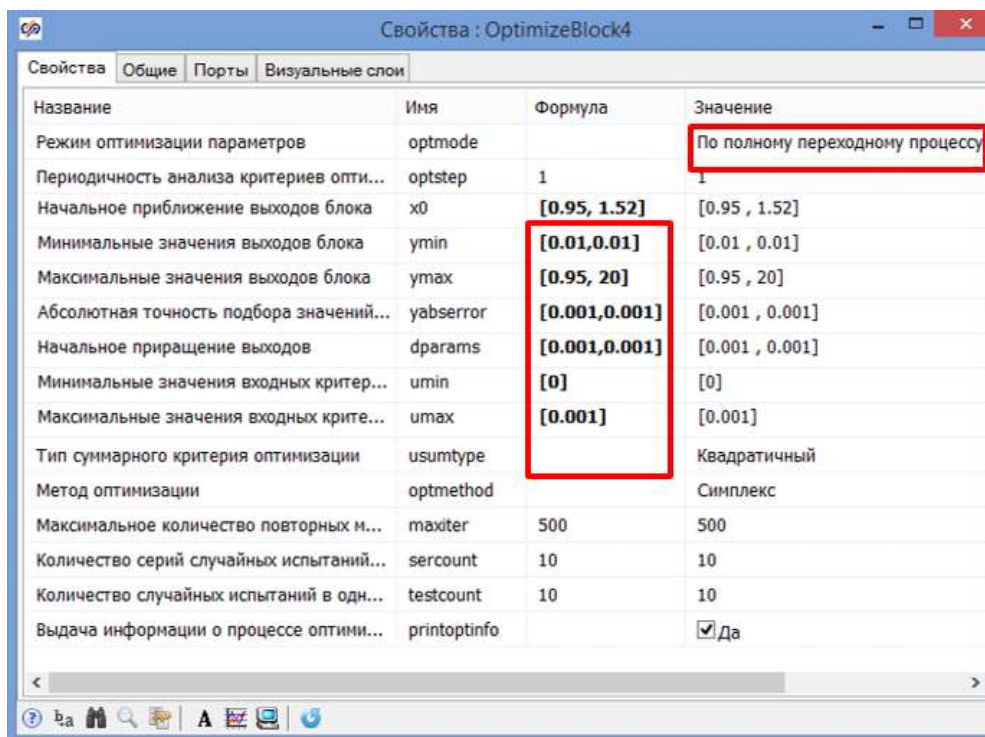 Свойства : OptimizeBlock4
Свойства Общие Порты Визуальные слои
Название Имя Формула Значение
Режим оптимизации параметров optmode По полному переходному процессу
Периодичность анализа критериев опти... optstep 1 1
Начальное приближение выходов блока x0 [0.95, 1.52] [0.95 , 1.52]
Минимальные значения выходов блока ymin [0.01,0.01] [0.01 , 0.01]
Максимальные значения выходов блока ymax [0.95, 20] [0.95 , 20]
Абсолютная точность подбора значений... yabserror [0.001,0.001] [0.001 , 0.001]
Начальное приращение выходов dparams [0.001,0.001] [0.001 , 0.001]
Минимальные значения входных критер... umin [0] [0]
Максимальные значения входных крите... umax [0.001] [0.001]
Тип суммарного критерия оптимизации usumtype Квадратичный
Метод оптимизации optmethod Симплекс
Максимальное количество повторных м... maxiter 500 500
Количество серий случайных испытаний... sercount 10 10
Количество случайных испытаний в одн... testcount 10 10
Выдача информации о процессе оптими... printoptinfo Да